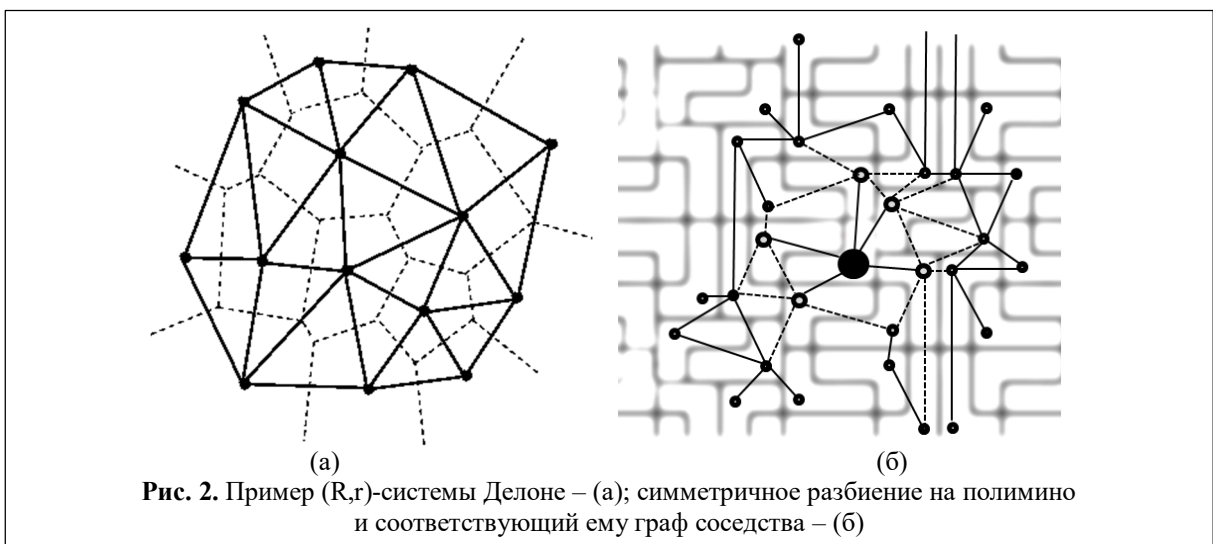 (а)
(б)
Рис. 2. Пример (R,r)-системы Делоне – (а); симметричное разбиение на полимино
и соответствующий ему граф соседства – (б)